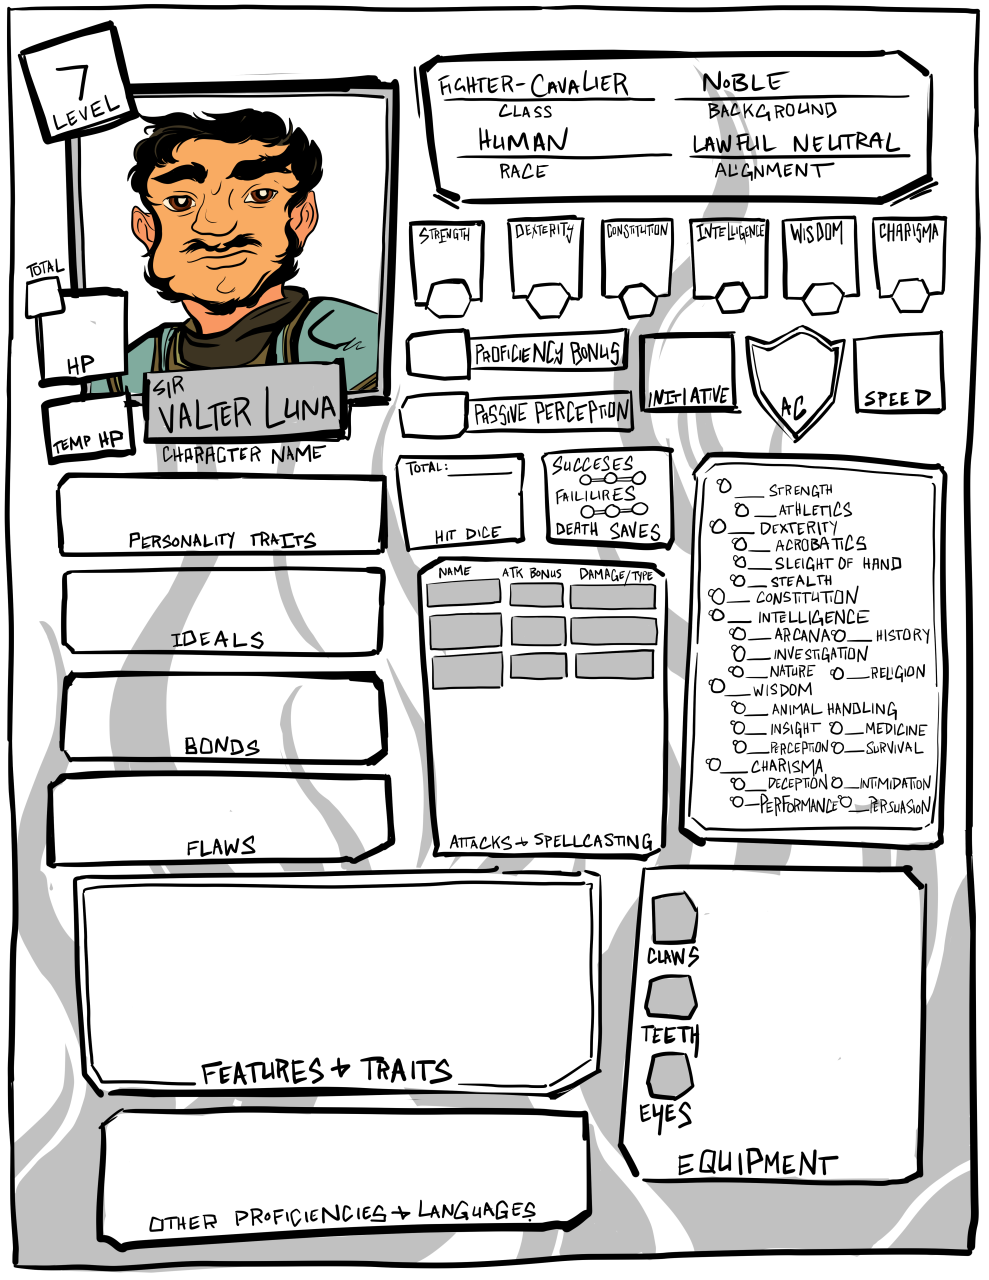 7
LEVEL
FIGHTER-CAVALIER
CLASS
NOBLE
BACKGROUND
HUMAN
RACE
LAWFUL NEUTRAL
ALIGNMENT
STRENGTH
DEXTERITY
CONSTITUTION
INTELLIGENCE
WISDOM
CHARISMA
TOTAL
HP
TEMP HP
SIR
VALTER LUNA
CHARACTER NAME
PROFICIENCY BONUS
PASSIVE PERCEPTION
INITIATIVE
AC
SPEED
PERSONALITY TRAITS
IDEALS
BONDS
FLAWS
TOTAL:
HIT DICE
SUCCESES
FAILIURES
DEATH SAVES
NAME ATK BONUS DAMAGE/TYPE
ATTACKS + SPELLCASTING
STRENGTH
ATHLETICS
DEXTERITY
ACROBATICS
SLEIGHT OF HAND
STEALTH
CONSTITUTION
INTELLIGENCE
ARCANA HISTORY
INVESTIGATION
NATURE RELIGION
WISDOM
ANIMAL HANDLING
INSIGHT MEDICINE
PERCEPTION SURVIVAL
CHARISMA
DECEPTION INTIMIDATION
PERFORMANCE PERSUASION
FEATURES + TRAITS
OTHER PROFICIENCIES + LANGUAGES
CLAWS
TEETH
EYES
EQUIPMENT